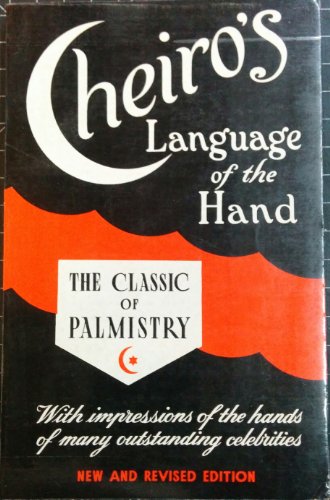 Cheiro's
Language
of the
Hand
THE CLASSIC
OF
PALMISTRY
With impressions of the hands
of many outstanding celebrities
NEW AND REVISED EDITION